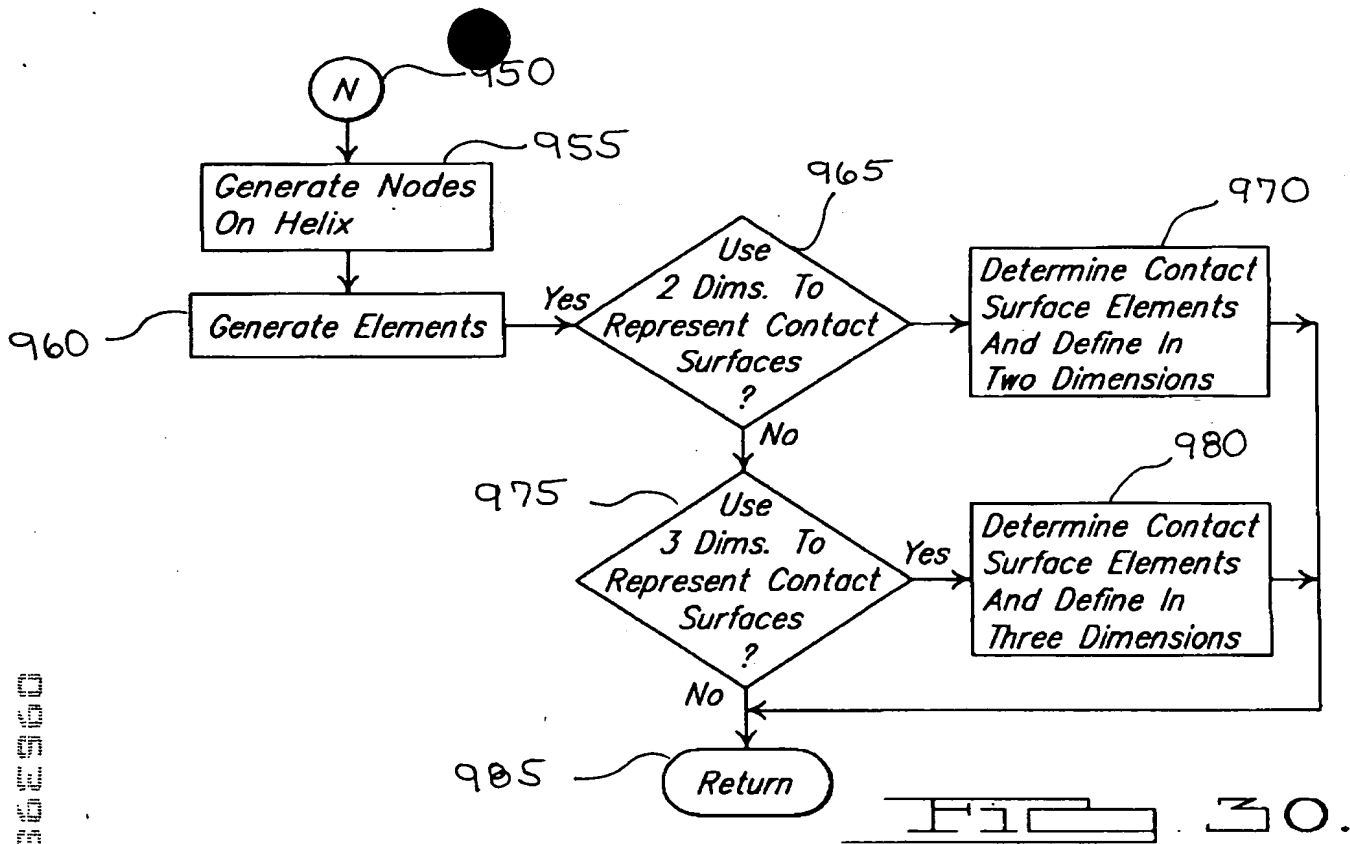 N
950
955
Generate Nodes
On Helix
960
Generate Elements
Yes
965
Use
2 Dims. To
Represent Contact
Surfaces
?
No
970
Determine Contact
Surface Elements
And Define In
Two Dimensions
975
Use
3 Dims. To
Represent Contact
Surfaces
?
Yes
No
980
Determine Contact
Surface Elements
And Define In
Three Dimensions
985
Return
FIG. 30.